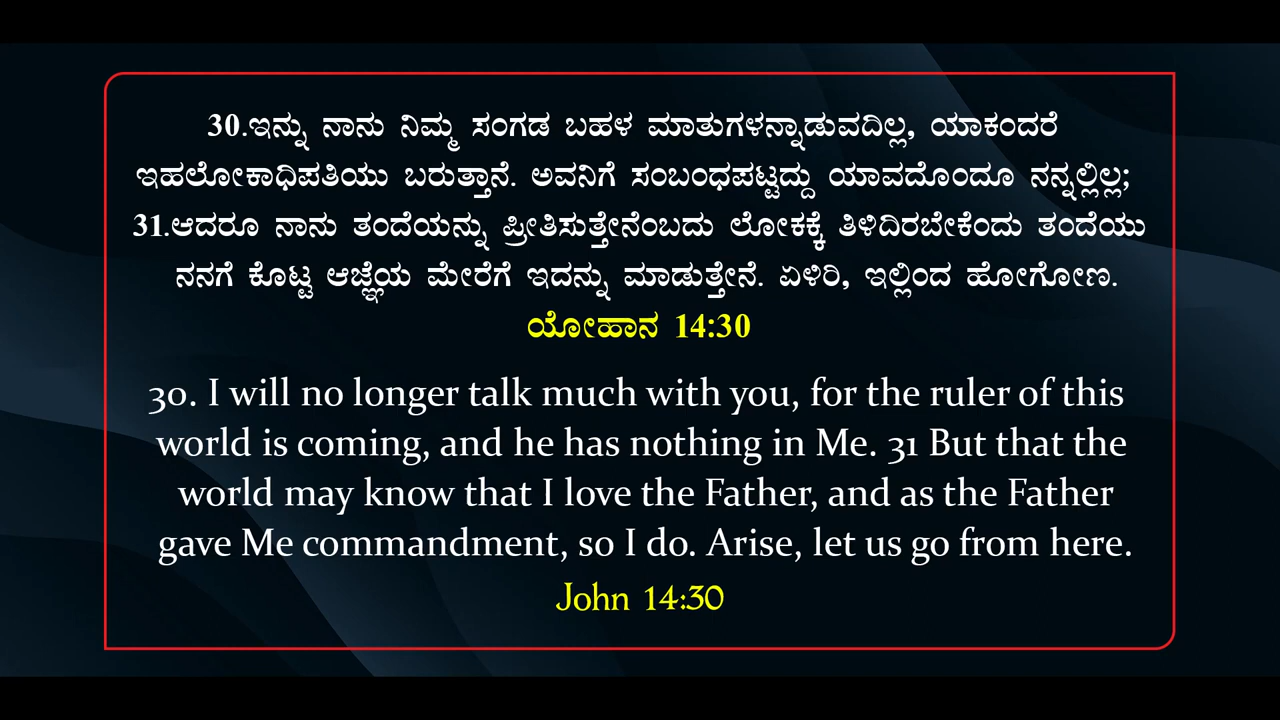 30.ಇನ್ನು ನಾನು ನಿಮ್ಮ ಸಂಗಡ ಬಹಳ ಮಾತುಗಳನ್ನಾಡುವದಿಲ್ಲ, ಯಾಕಂದರೆ
ಇಹಲೋಕಾಧಿಪತಿಯು ಬರುತ್ತಾನೆ. ಅವನಿಗೆ ಸಂಬಂಧಪಟ್ಟದ್ದು ಯಾವದೊಂದೂ ನನ್ನಲ್ಲಿಲ್ಲ;
31.ಆದರೂ ನಾನು ತಂದೆಯನ್ನು ಪ್ರೀತಿಸುತ್ತೇನೆಂಬದು ಲೋಕಕ್ಕೆ ತಿಳಿದಿರಬೇಕೆಂದು ತಂದೆಯು
ನನಗೆ ಕೊಟ್ಟ ಆಜ್ಞೆಯ ಮೇರೆಗೆ ಇದನ್ನು ಮಾಡುತ್ತೇನೆ. ಏಳಿರಿ, ಇಲ್ಲಿಂದ ಹೋಗೋಣ.
ಯೋಹಾನ 14:30
30. I will no longer talk much with you, for the ruler of this
world is coming, and he has nothing in Me. 31 But that the
world may know that I love the Father, and as the Father
gave Me commandment, so I do. Arise, let us go from here.
John 14:30